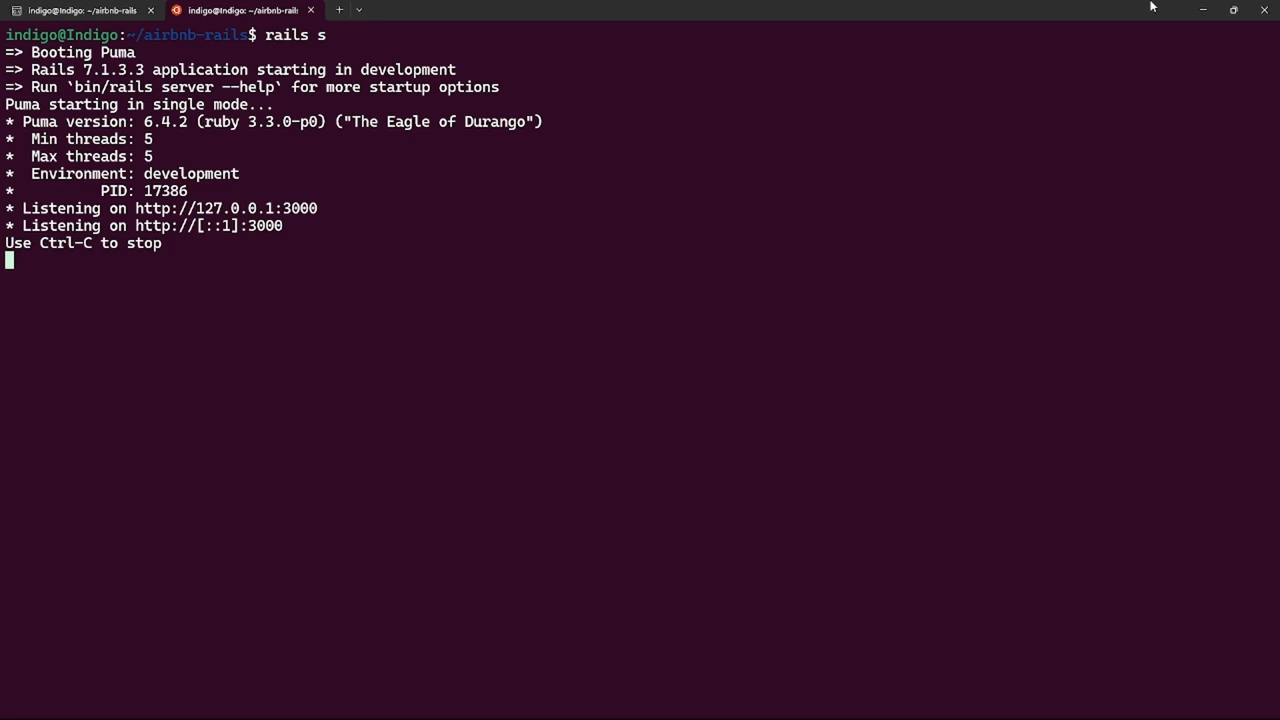 indigo@Indigo: ~/airbnb-rails
indigo@Indigo: ~/airbnb-rails
indigo@Indigo:~/airbnb-rails$ rails s
=> Booting Puma
=> Rails 7.1.3.3 application starting in development
=> Run `bin/rails server --help` for more startup options
Puma starting in single mode...
* Puma version: 6.4.2 (ruby 3.3.0-p0) ("The Eagle of Durango")
*  Min threads: 5
*  Max threads: 5
*  Environment: development
*          PID: 17386
* Listening on http://127.0.0.1:3000
* Listening on http://[::1]:3000
Use Ctrl-C to stop